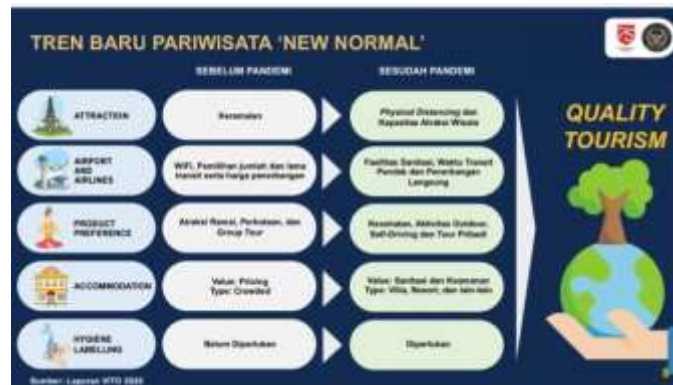 TREN BARU PARIWISATA 'NEW NORMAL'
SEBELUM PANDEMI
SESUDAH PANDEMI
ATTRACTION
Keramaian
Physical Distancing dan
Kapasitas Atraksi Wisata
AIRPORT
AND
AIRLINES
WiFi, Pemilihan jumlah dan lama
transit serta harga penerbangan
Fasilitas Sanitasi, Waktu Transit
Pendek dan Penerbangan
Langsung
PRODUCT
PREFERENCE
Atraksi Ramai, Perkotaan, dan
Group Tour
Kesehatan, Aktivitas Outdoor,
Self-Driving dan Tour Pribadi
ACCOMMODATION
Value: Pricing
Type: Crowded
Value: Sanitasi dan Keamanan
Type: Villa, Resort, dan lain-lain
HYGIENE
LABELLING
Belum Diperlukan
Diperlukan
QUALITY
TOURISM
Sumber: Laporan VITO 2020